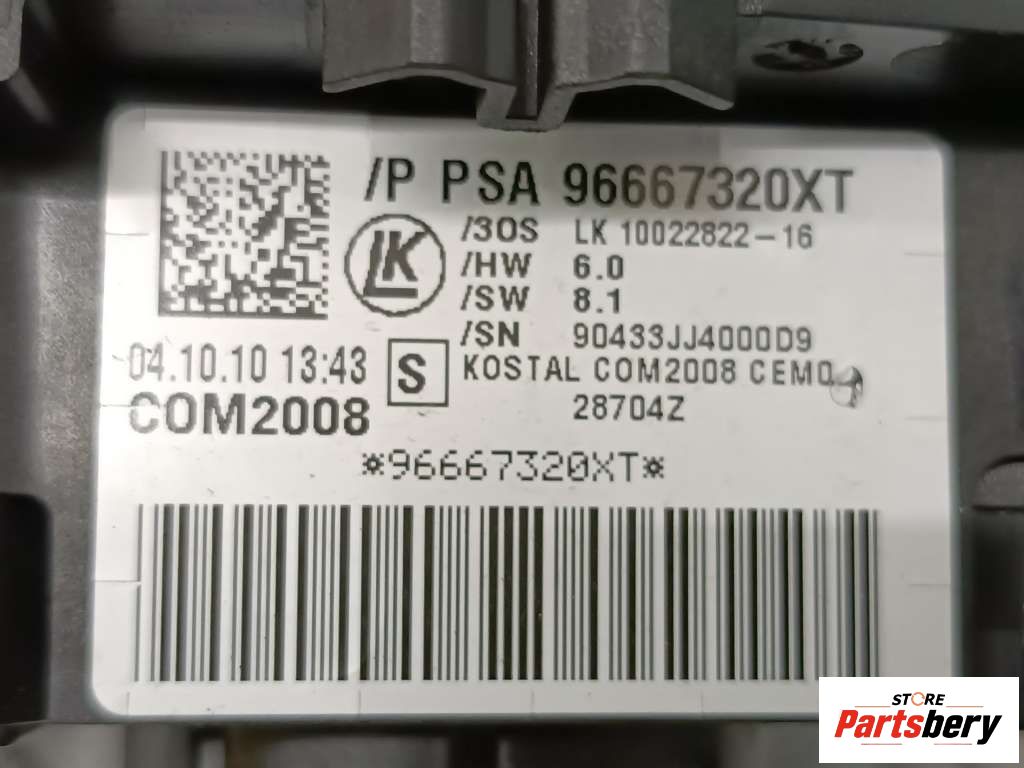 /P PSA 96667320XT
/3OS LK 10022822-16
LK
/HW 6.0
/SW 8.1
/SN 90433JJ4000D9
04.10.10 13:43 S KOSTAL COM2008 CEM0
COM2008 28704Z
*96667320XT*
STORE
Partsbery